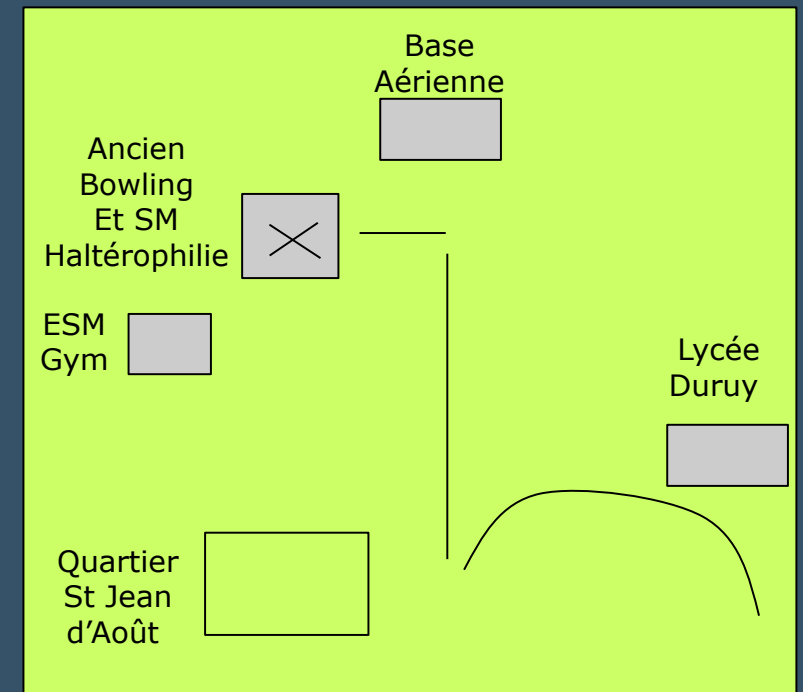 Base
Aérienne
Ancien
Bowling
Et SM
Haltérophilie
ESM
Gym
Lycée
Duruy
Quartier
St Jean
d'Août